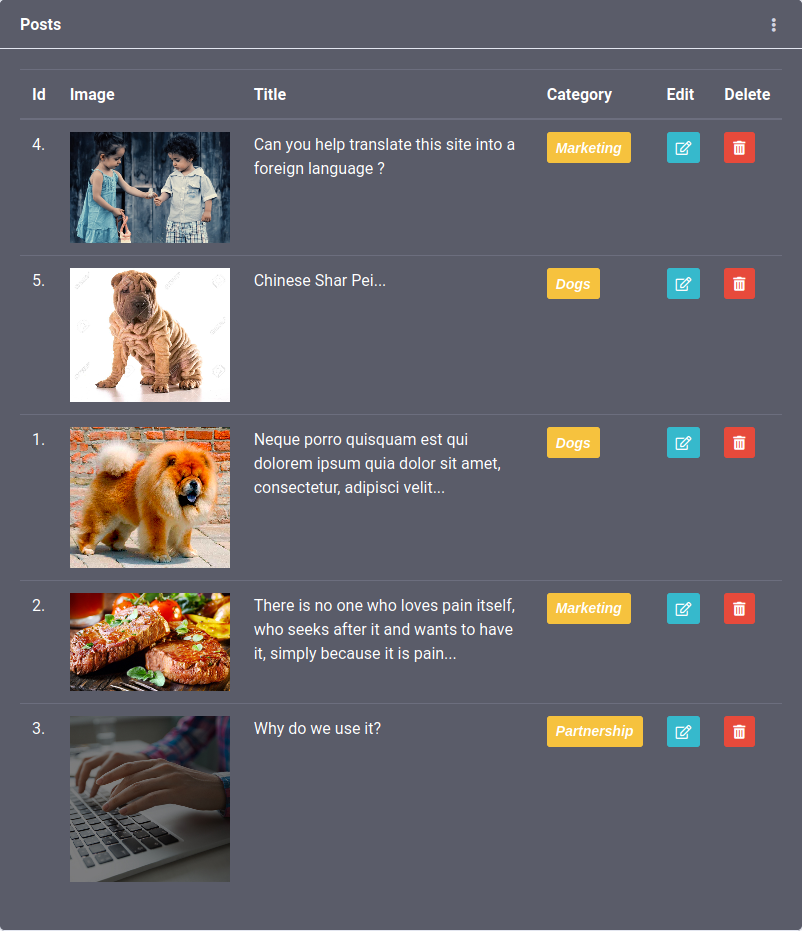 Posts
Id Image Title Category Edit Delete
4. Can you help translate this site into a Marketing
foreign language ?
5. Chinese Shar Pei... Dogs
1. Neque porro quisquam est qui Dogs
dolorem ipsum quia dolor sit amet,
consectetur, adipisci velit...
2. There is no one who loves pain itself, Marketing
who seeks after it and wants to have
it, simply because it is pain...
3. Why do we use it? Partnership